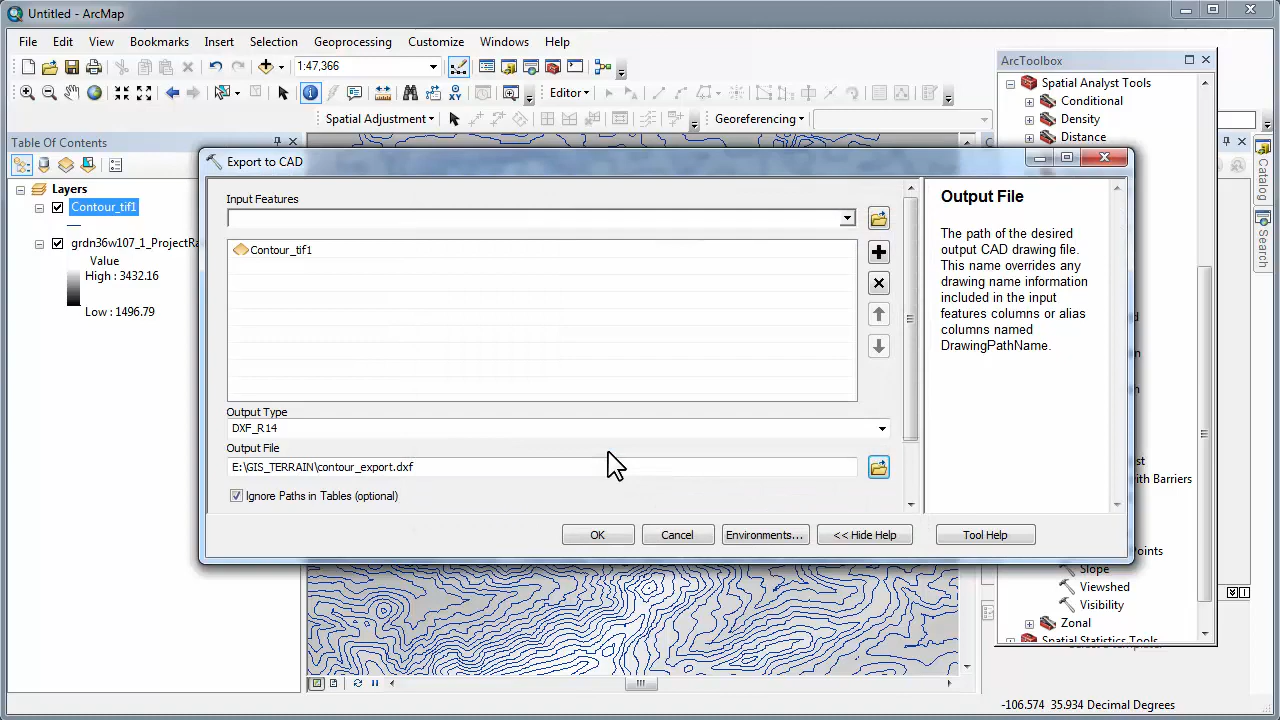 Untitled - ArcMap
File Edit View Bookmarks Insert Selection Geoprocessing Customize Windows Help
1:47,366
Editor
Spatial Adjustment Georeferencing
Table Of Contents
Layers
Contour_tif1
grdn36w107_1_ProjectRa
Value
High : 3432.16
Low : 1496.79
Export to CAD
Input Features
Contour_tif1
Output Type
DXF_R14
Output File
E:\GIS_TERRAIN\contour_export.dxf
Ignore Paths in Tables (optional)
OK Cancel Environments... << Hide Help Tool Help
Output File
The path of the desired
output CAD drawing file.
This name overrides any
drawing name information
included in the input
features columns or alias
columns named
DrawingPathName.
ArcToolbox
Spatial Analyst Tools
Conditional
Density
Distance
st
ith Barriers
Points
Slope
Viewshed
Visibility
Zonal
Spatial Statistics Tools
Catalog
Search
-106.574 35.934 Decimal Degrees